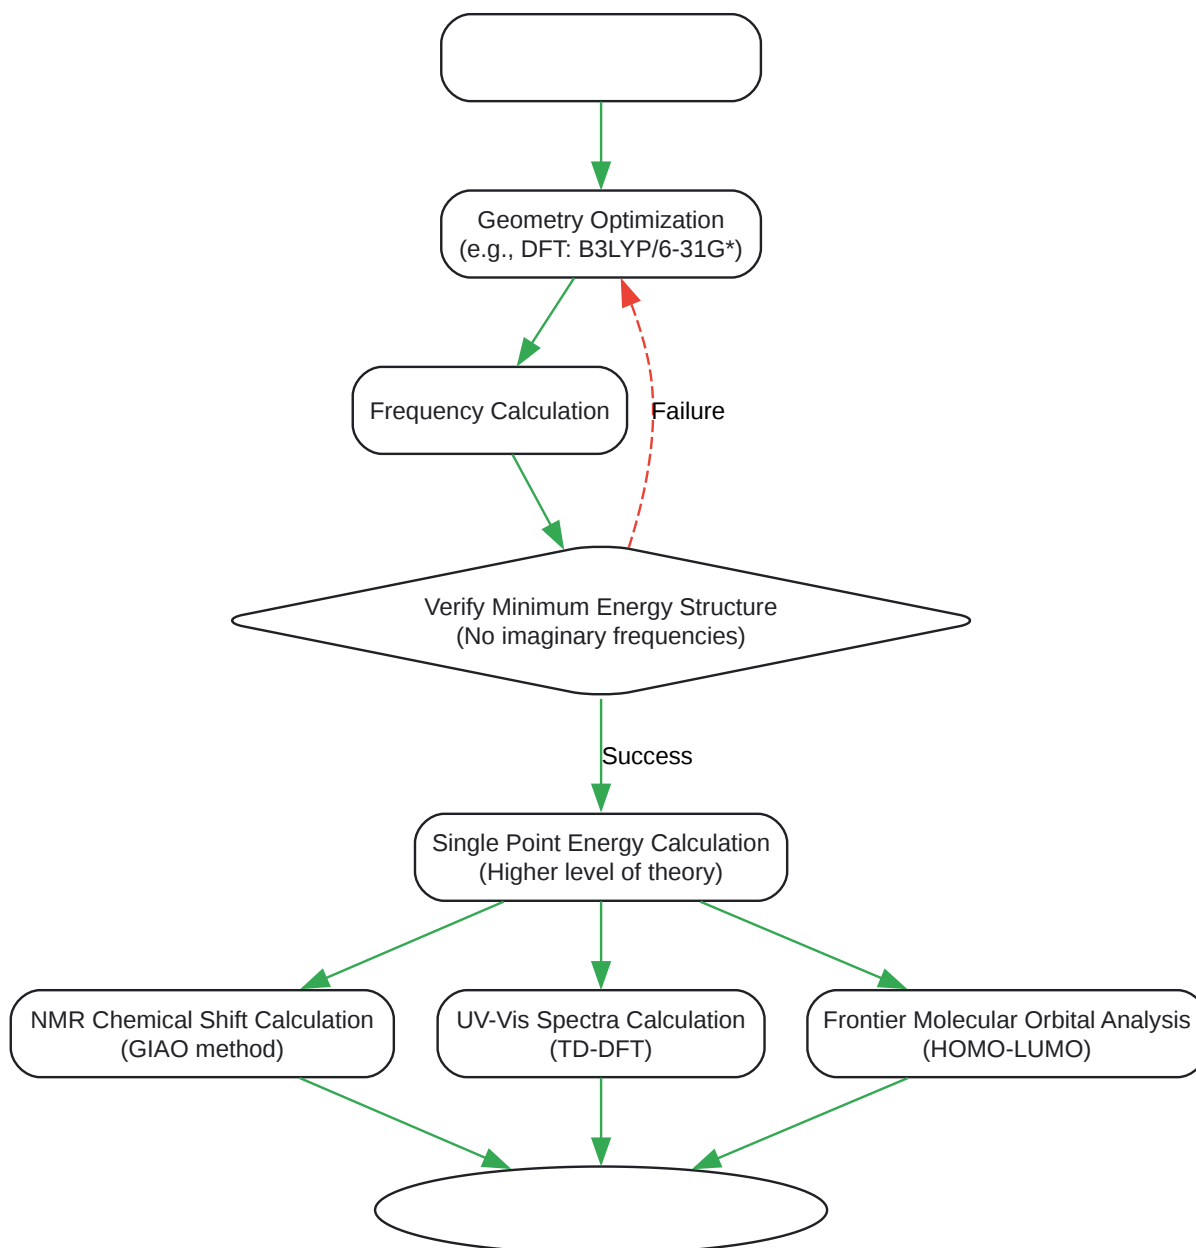 Geometry Optimization
(e.g., DFT: B3LYP/6-31G*)
Frequency Calculation
Failure
Verify Minimum Energy Structure
(No imaginary frequencies)
Success
Single Point Energy Calculation
(Higher level of theory)
NMR Chemical Shift Calculation
(GIAO method)
UV-Vis Spectra Calculation
(TD-DFT)
Frontier Molecular Orbital Analysis
(HOMO-LUMO)